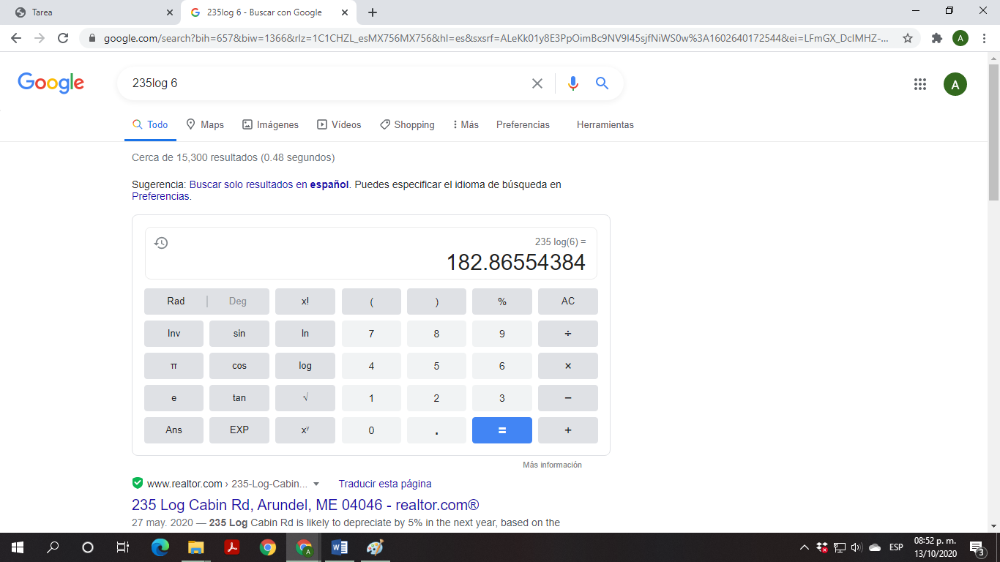 Tarea
235log 6 - Buscar con Google
google.com/search?bih=657&biw=1366&rlz=1C1CHZL_esMX756MX756&hl=es&sxsrf=ALeKk01y8E3PpOimBc9NV9I45sjfNiWS0w%3A1602640172544&ei=LFmGX_DcIMHZ-...
A
Google
235log 6
A
Todo
Maps
Imágenes
Vídeos
Shopping
Más
Preferencias
Herramientas
Cerca de 15,300 resultados (0.48 segundos)
Sugerencia: Buscar solo resultados en español. Puedes especificar el idioma de búsqueda en
Preferencias.
235 log(6) =
182.86554384
Rad | Deg x! ( ) % AC
Inv sin ln 7 8 9 ÷
π cos log 4 5 6 ×
e tan √ 1 2 3 −
Ans EXP xʸ 0 . = +
Más información
www.realtor.com › 235-Log-Cabin... Traducir esta página
235 Log Cabin Rd, Arundel, ME 04046 - realtor.com®
27 may. 2020 — 235 Log Cabin Rd is likely to depreciate by 5% in the next year, based on the
A
W
ESP
08:52 p. m.
13/10/2020
3